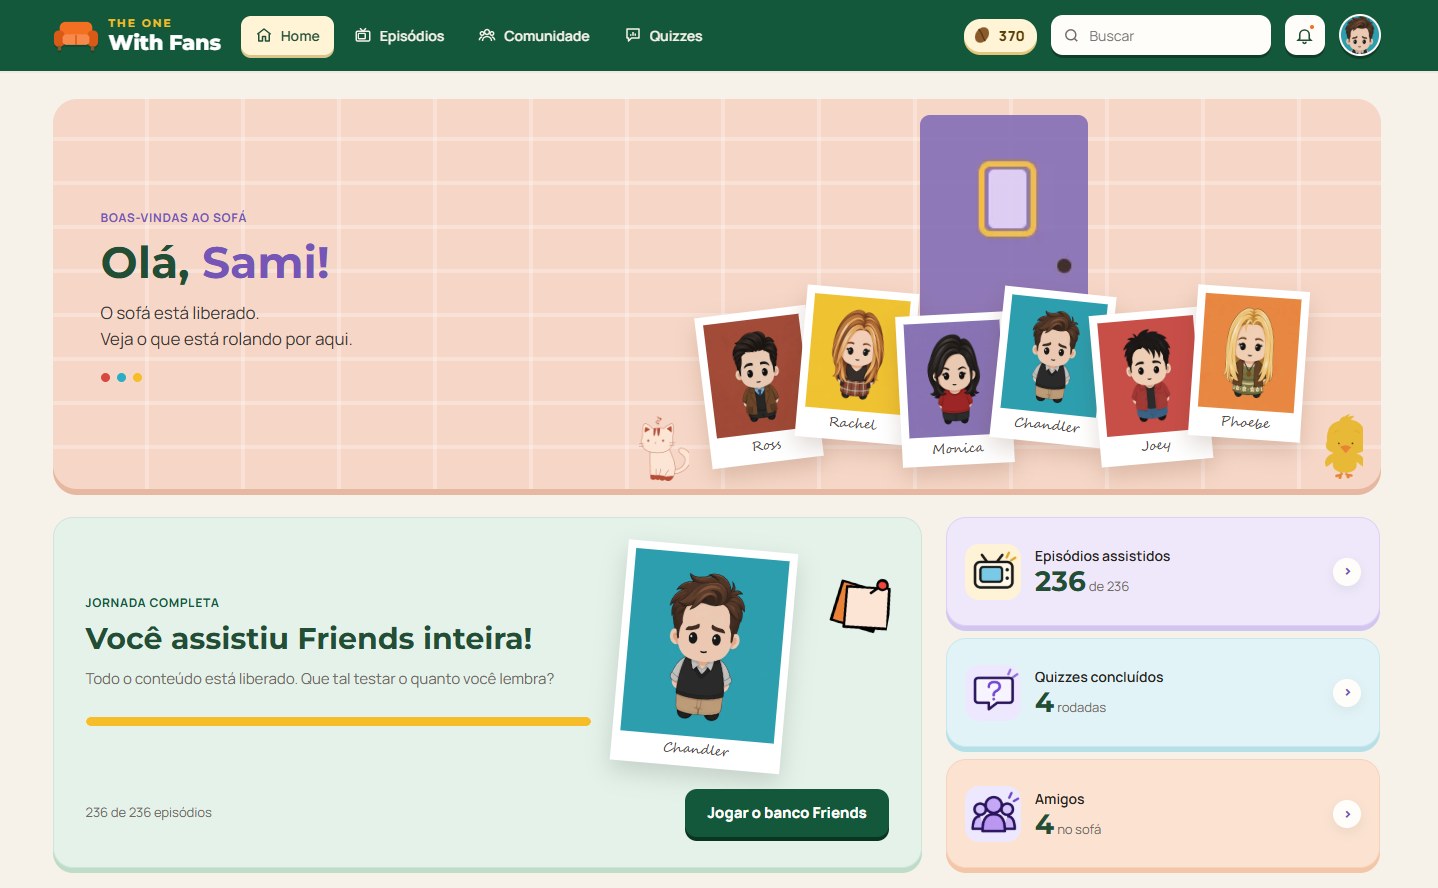 THE ONE
With Fans
Home
Episódios
Comunidade
Quizzes
370
Buscar
BOAS-VINDAS AO SOFÁ
Olá, Sami!
O sofá está liberado.
Veja o que está rolando por aqui.
Ross
Rachel
Monica
Chandler
Joey
Phoebe
JORNADA COMPLETA
Você assistiu Friends inteira!
Todo o conteúdo está liberado. Que tal testar o quanto você lembra?
Chandler
236 de 236 episódios
Jogar o banco Friends
Episódios assistidos
236 de 236
Quizzes concluídos
4 rodadas
Amigos
4 no sofá